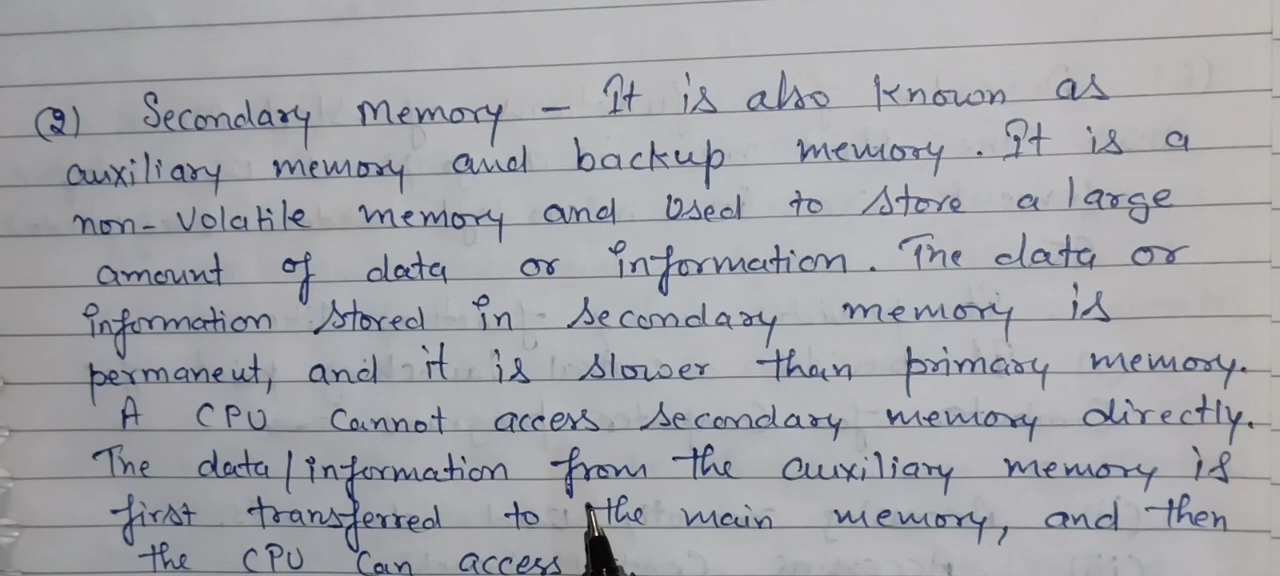 (2) Secondary Memory - It is also known as
auxiliary memory and backup memory. It is a
non-volatile memory and used to store a large
amount of data or information. The data or
information stored in secondary memory is
permanent, and it is slower than primary memory.
A CPU cannot access secondary memory directly.
The data/information from the auxiliary memory is
first transferred to the main memory, and then
the CPU can access